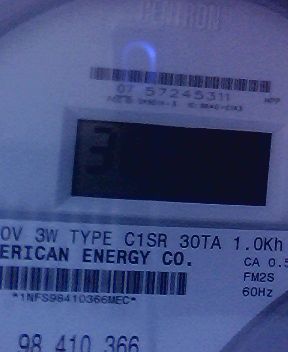 07 57245311
3
0V 3W TYPE C1SR 30TA 1.0Kh
ERICAN ENERGY CO.
CA 0.5
FM2S
*1NFS98410366MEC*
60Hz
98 410 366